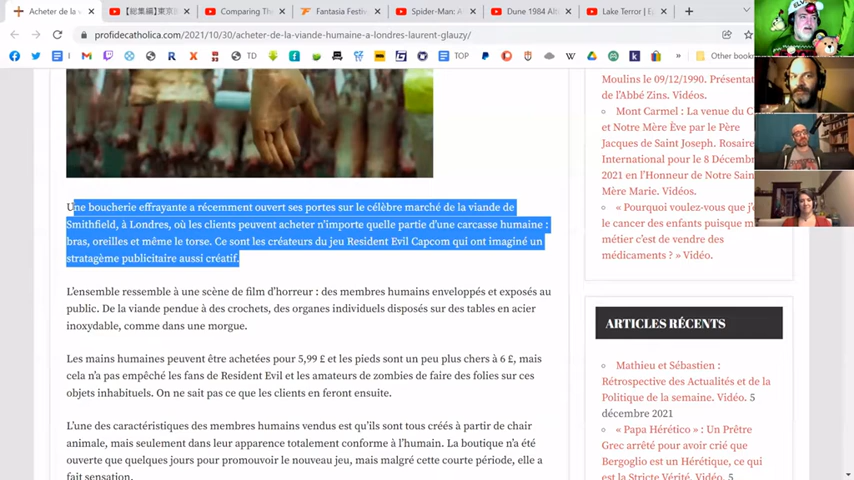 Acheter de la v
【総集編】東京
Comparing The
Fantasia Festiv
Spider-Man: A
Dune 1984 Alt
Lake Terror | E
profidecatholica.com/2021/10/30/acheter-de-la-viande-humaine-a-londres-laurent-glauzy/
TD
TOP
Other book
Une boucherie effrayante a récemment ouvert ses portes sur le célèbre marché de la viande de
Smithfield, à Londres, où les clients peuvent acheter n'importe quelle partie d'une carcasse humaine :
bras, oreilles et même le torse. Ce sont les créateurs du jeu Resident Evil Capcom qui ont imaginé un
stratagème publicitaire aussi créatif.
L'ensemble ressemble à une scène de film d'horreur : des membres humains enveloppés et exposés au
public. De la viande pendue à des crochets, des organes individuels disposés sur des tables en acier
inoxydable, comme dans une morgue.
Les mains humaines peuvent être achetées pour 5,99 £ et les pieds sont un peu plus chers à 6 £, mais
cela n'a pas empêché les fans de Resident Evil et les amateurs de zombies de faire des folies sur ces
objets inhabituels. On ne sait pas ce que les clients en feront ensuite.
L'une des caractéristiques des membres humains vendus est qu'ils sont tous créés à partir de chair
animale, mais seulement dans leur apparence totalement conforme à l'humain. La boutique n'a été
ouverte que quelques jours pour promouvoir le nouveau jeu, mais malgré cette courte période, elle a
fait sensation.
Moulins le 09/12/1990. Présentat
de l'Abbé Zins. Vidéos.
Mont Carmel : La venue du C
et Notre Mère Ève par le Père
Jacques de Saint Joseph. Rosaire
International pour le 8 Décem
2021 en l'Honneur de Notre Sain
Mère Marie. Vidéos.
« Pourquoi voulez-vous que j'é
le cancer des enfants puisque m
métier c'est de vendre des
médicaments ? » Vidéo.
ARTICLES RÉCENTS
Mathieu et Sébastien :
Rétrospective des Actualités et de la
Politique de la semaine. Vidéo. 5
décembre 2021
« Papa Hérético » : Un Prêtre
Grec arrêté pour avoir crié que
Bergoglio est un Hérétique, ce qui
est la Stricte Vérité. Vidéo. 5